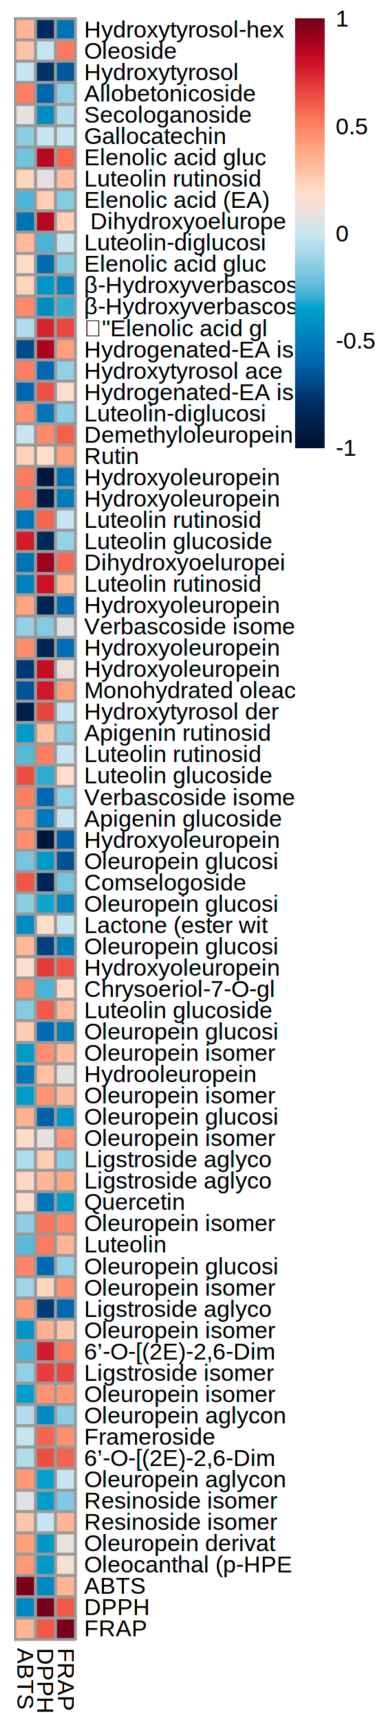 1
0.5
0
-0.5
-1
Hydroxytyrosol-hex
Oleoside
Hydroxytyrosol
Allobetonicoside
Secologanoside
Gallocatechin
Elenolic acid gluc
Luteolin rutinosid
Elenolic acid (EA)
Dihydroxyoelurope
Luteolin-diglucosi
Elenolic acid gluc
β-Hydroxyverbascos
β-Hydroxyverbascos
"Elenolic acid gl
Hydrogenated-EA is
Hydroxytyrosol ace
Hydrogenated-EA is
Luteolin-diglucosi
Demethyloleuropein
Rutin
Hydroxyoleuropein
Hydroxyoleuropein
Luteolin rutinosid
Luteolin glucoside
Dihydroxyoeluropei
Luteolin rutinosid
Hydroxyoleuropein
Verbascoside isome
Hydroxyoleuropein
Hydroxyoleuropein
Monohydrated oleac
Hydroxytyrosol der
Apigenin rutinosid
Luteolin rutinosid
Luteolin glucoside
Verbascoside isome
Apigenin glucoside
Hydroxyoleuropein
Oleuropein glucosi
Comselogoside
Oleuropein glucosi
Lactone (ester wit
Oleuropein glucosi
Hydroxyoleuropein
Chrysoeriol-7-O-gl
Luteolin glucoside
Oleuropein glucosi
Oleuropein isomer
Hydrooleuropein
Oleuropein isomer
Oleuropein glucosi
Oleuropein isomer
Ligstroside aglyco
Ligstroside aglyco
Quercetin
Oleuropein isomer
Luteolin
Oleuropein glucosi
Oleuropein isomer
Ligstroside aglyco
Oleuropein isomer
6'-O-[(2E)-2,6-Dim
Ligstroside isomer
Oleuropein isomer
Oleuropein aglycon
Frameroside
6'-O-[(2E)-2,6-Dim
Oleuropein aglycon
Resinoside isomer
Resinoside isomer
Oleuropein derivat
Oleocanthal (p-HPE
ABTS
DPPH
FRAP
ABTS
DPPH
FRAP